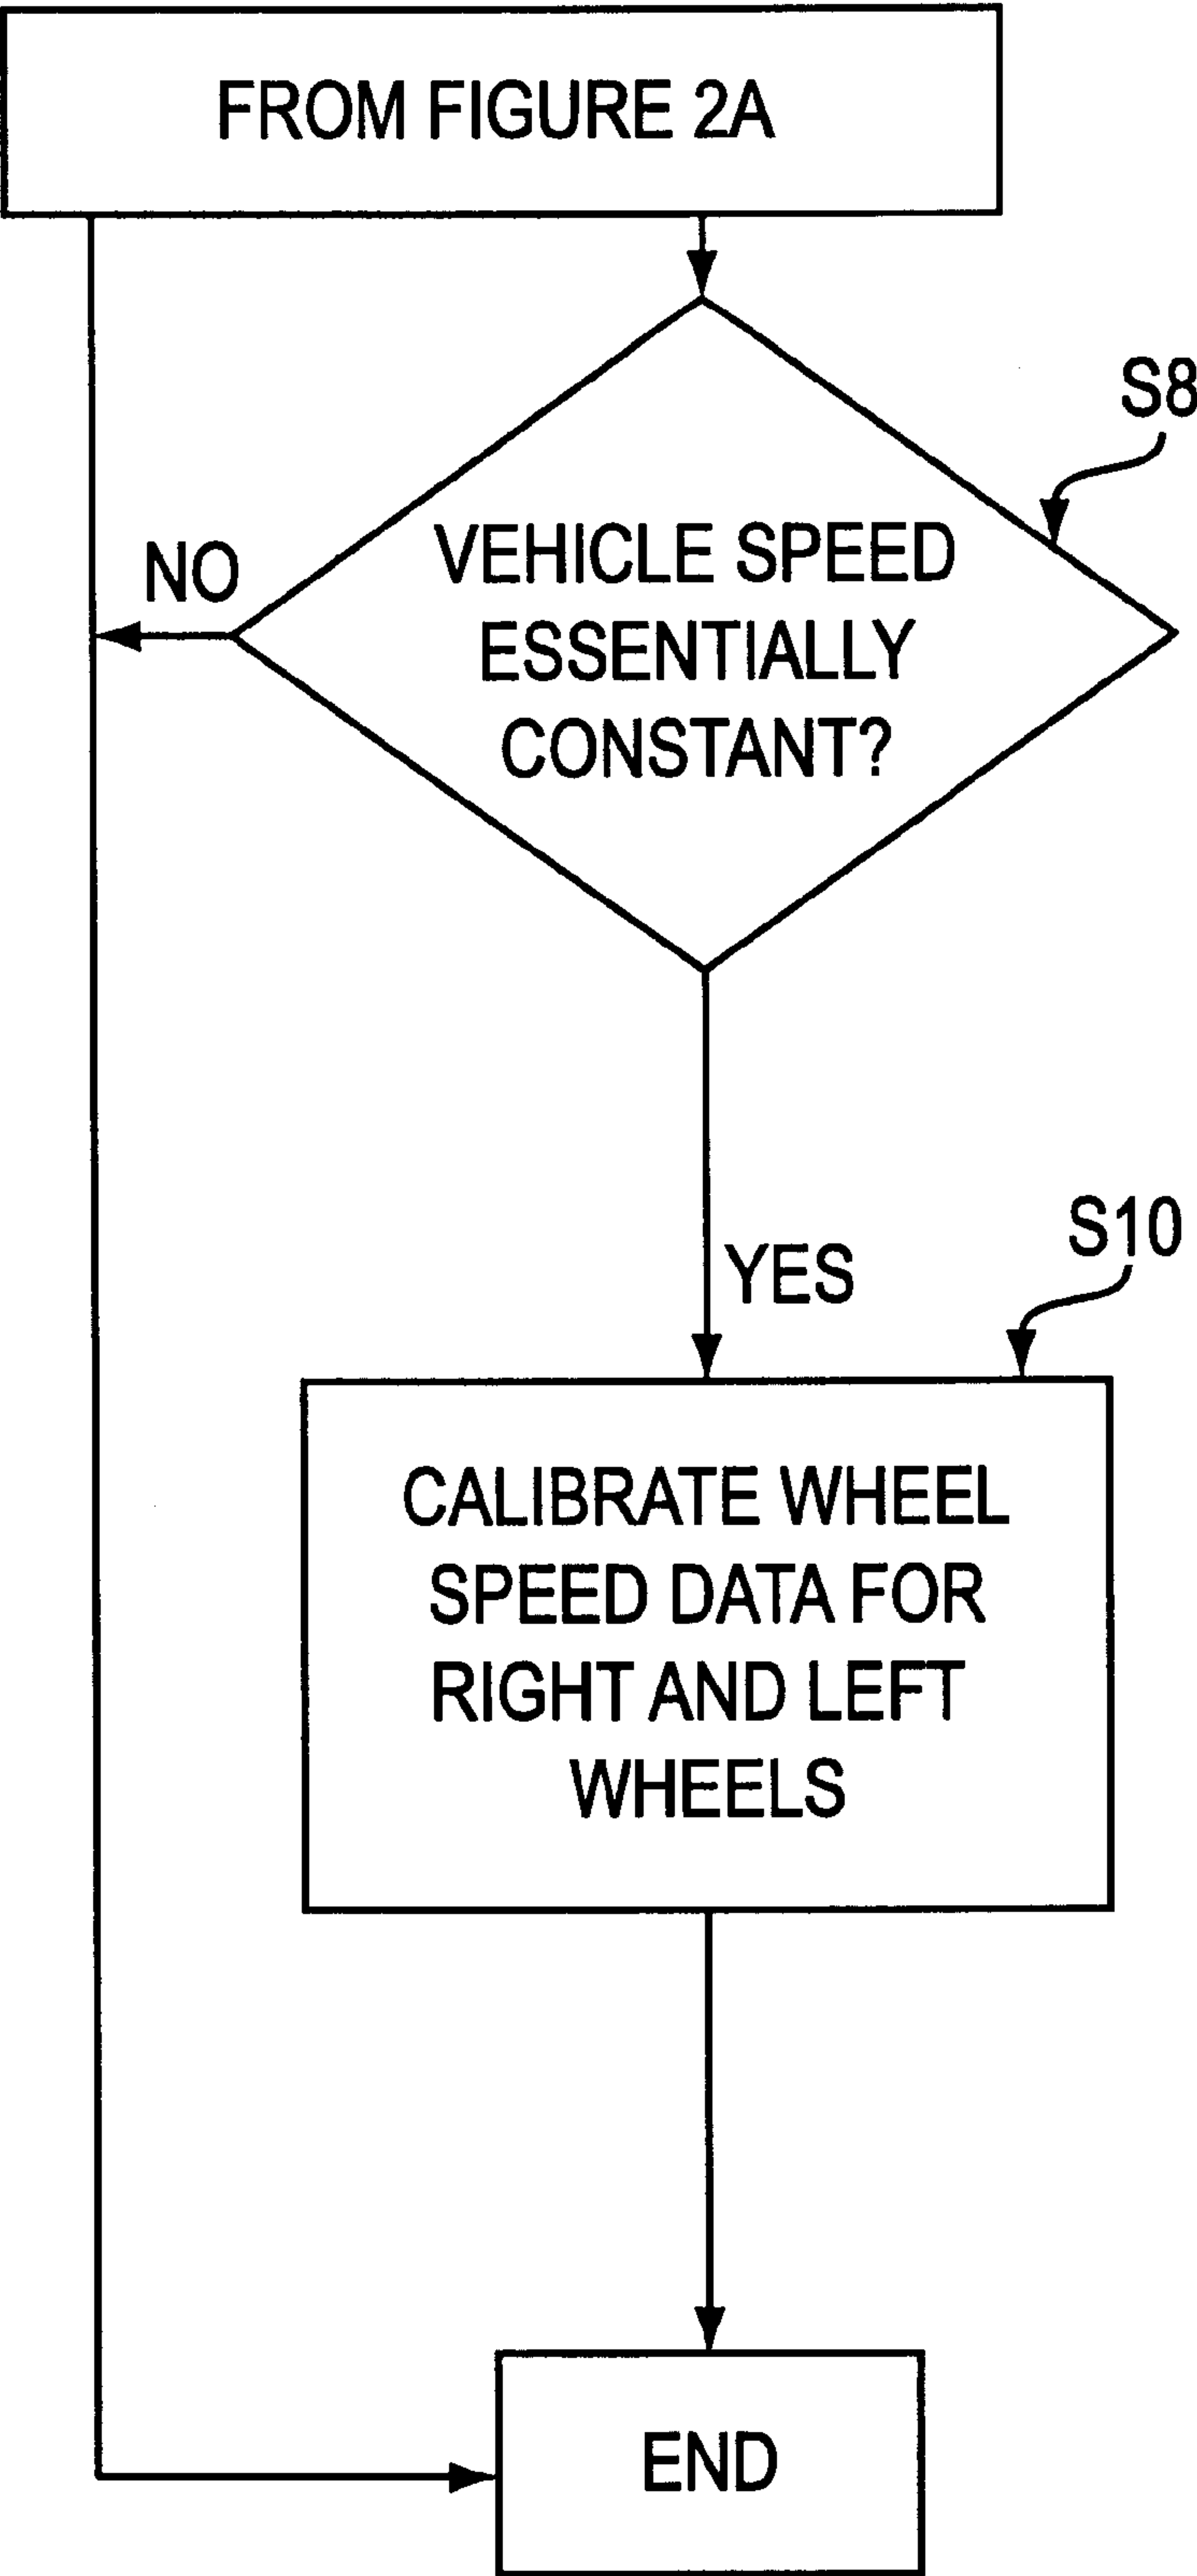 FROM FIGURE 2A
S8
NO
VEHICLE SPEED
ESSENTIALLY
CONSTANT?
YES
S10
CALIBRATE WHEEL
SPEED DATA FOR
RIGHT AND LEFT
WHEELS
END